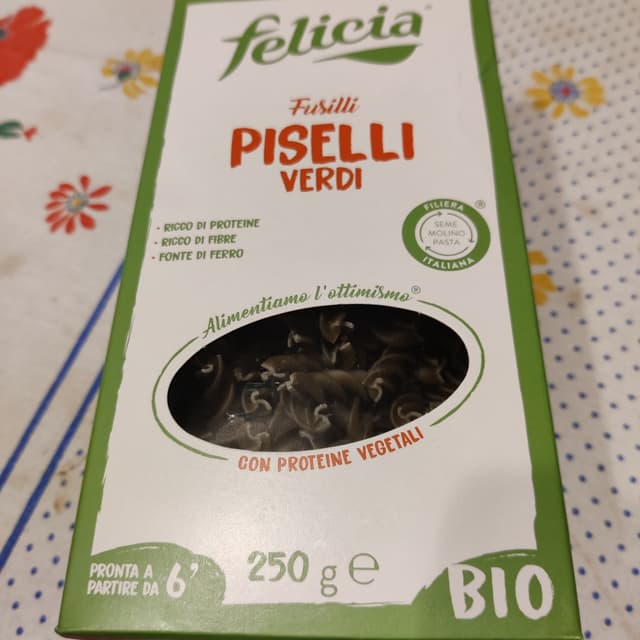 felicia®
Fusilli
PISELLI
VERDI
• RICCO DI PROTEINE
• RICCO DI FIBRE
• FONTE DI FERRO
FILIERA ®
SEME
MOLINO
PASTA
ITALIANA
Alimentiamo l'ottimismo®
CON PROTEINE VEGETALI
PRONTA A
PARTIRE DA 6'
250 g e
BIO